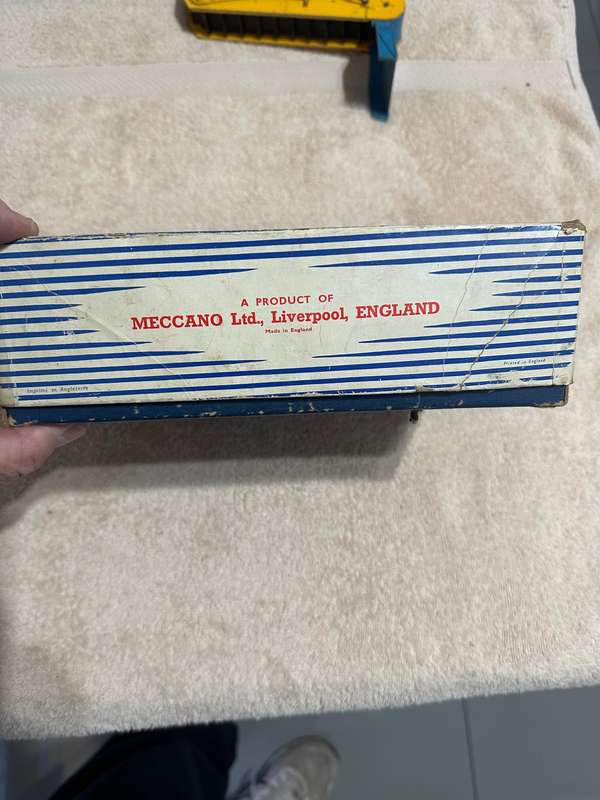 A PRODUCT OF
MECCANO Ltd., Liverpool, ENGLAND
Made in England
Printed in England
Imprimé en Angleterre